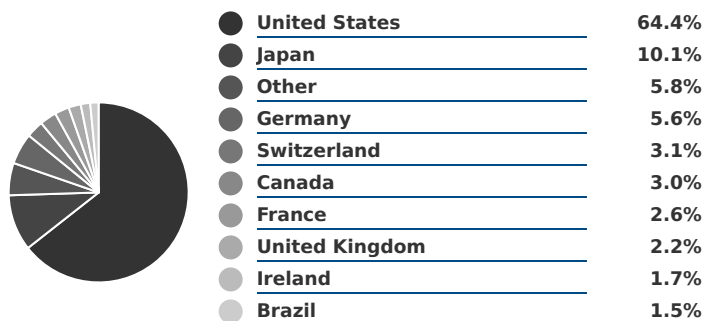 United States 64.4%
Japan 10.1%
Other 5.8%
Germany 5.6%
Switzerland 3.1%
Canada 3.0%
France 2.6%
United Kingdom 2.2%
Ireland 1.7%
Brazil 1.5%